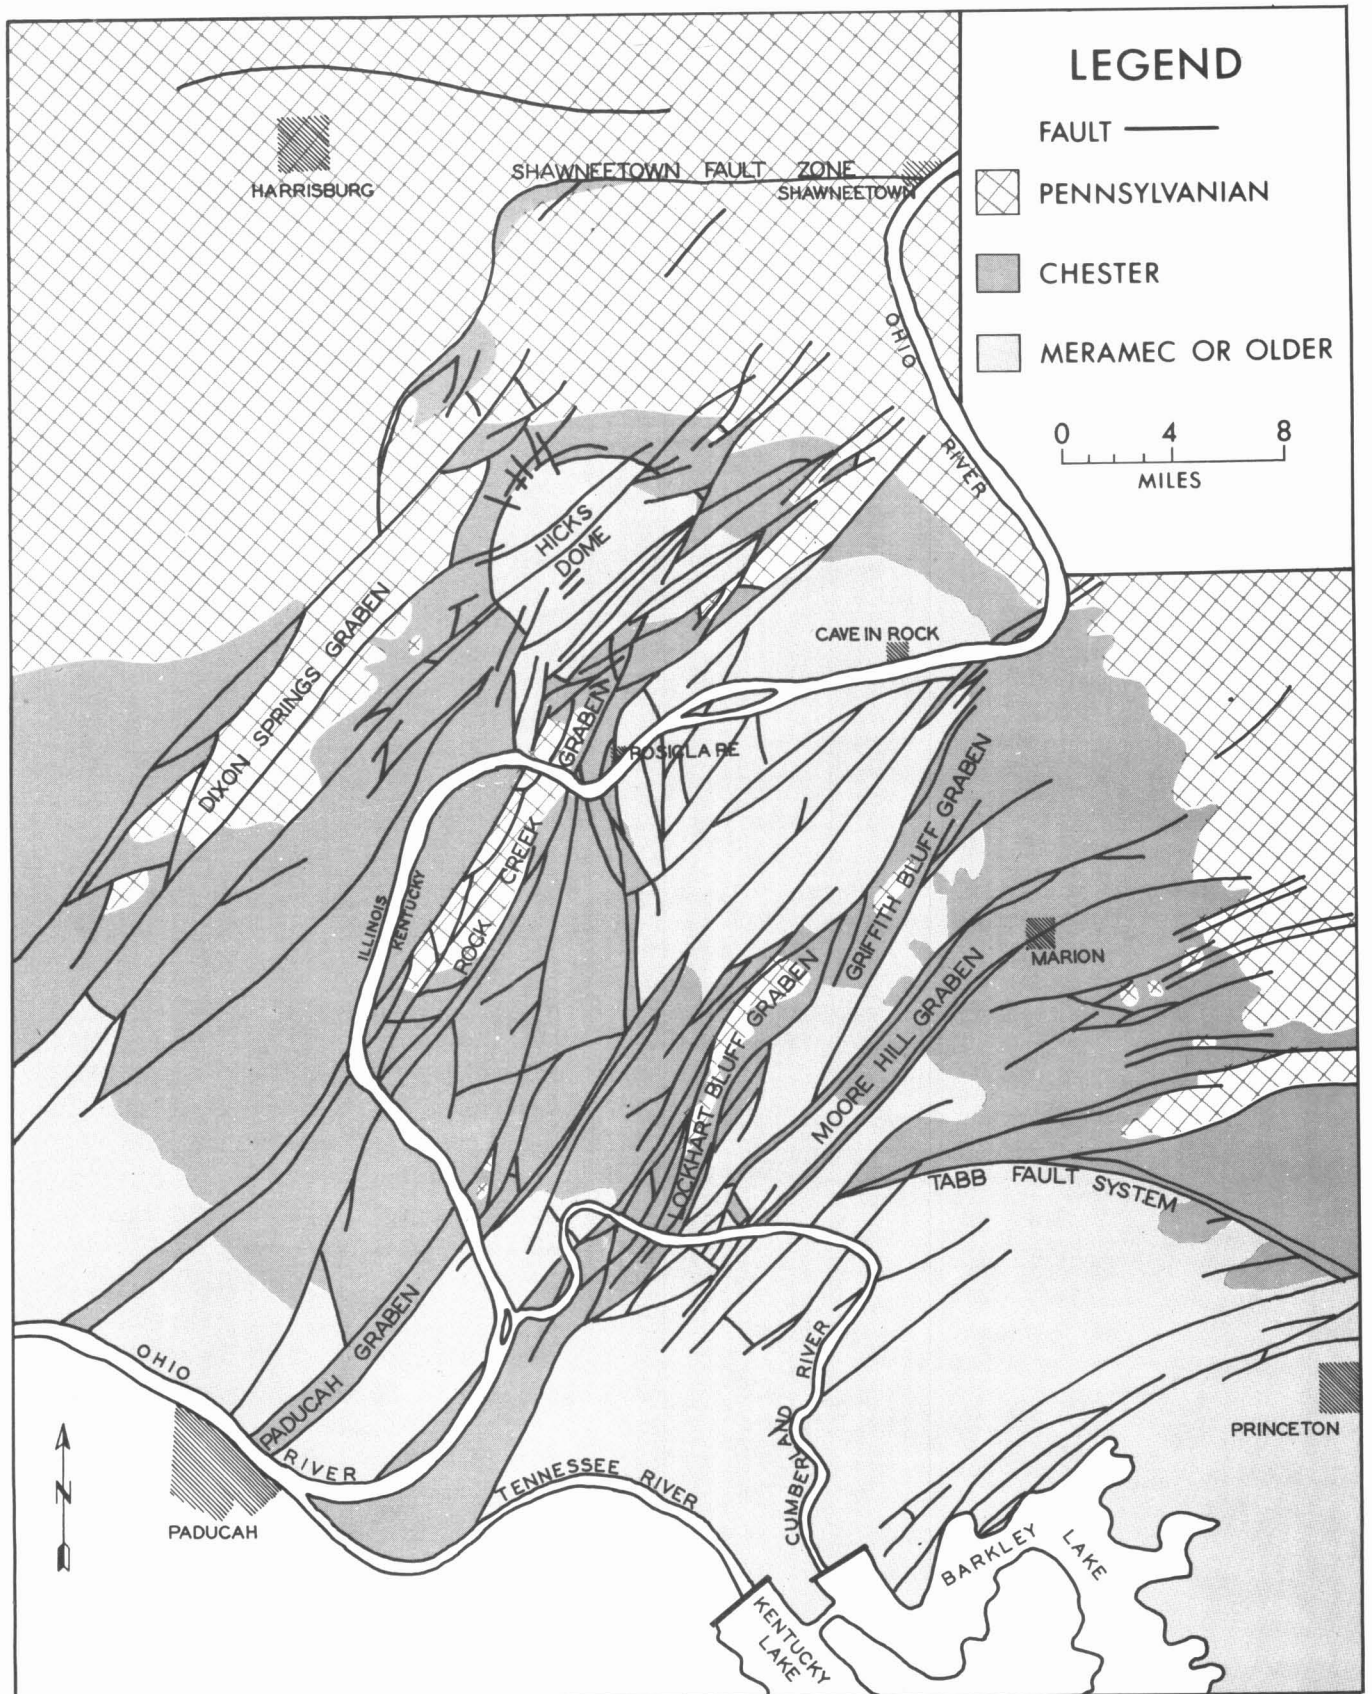 LEGEND
FAULT
PENNSYLVANIAN
CHESTER
MERAMEC OR OLDER
0 4 8
MILES
HARRISBURG
SHAWNEETOWN FAULT ZONE
SHAWNEETOWN
OHIO
RIVER
HICKS
DOME
CAVE IN ROCK
DIXON SPRINGS GRABEN
ROSICLARE
ROCK CREEK GRABEN
ILLINOIS
KENTUCKY
GRIFFITH BLUFF GRABEN
MARION
LOCKHART BLUFF GRABEN
MOORE HILL GRABEN
TABB FAULT SYSTEM
PADUCAH GRABEN
OHIO
RIVER
CUMBERLAND RIVER
PRINCETON
N
PADUCAH
TENNESSEE RIVER
BARKLEY
LAKE
KENTUCKY
LAKE